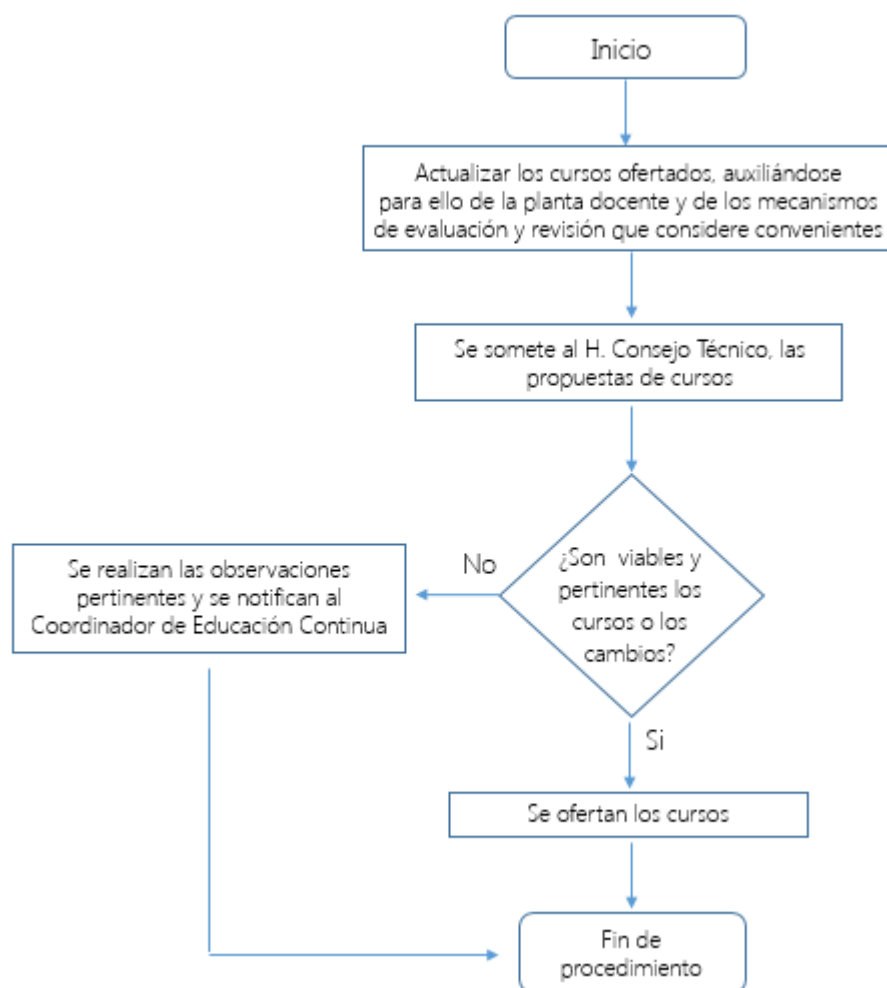 Inicio
Actualizar los cursos ofertados, auxiliándose
para ello de la planta docente y de los mecanismos
de evaluación y revisión que considere convenientes
Se somete al H. Consejo Técnico, las
propuestas de cursos
¿Son viables y
pertinentes los
cursos o los
cambios?
No
Se realizan las observaciones
pertinentes y se notifican al
Coordinador de Educación Continua
Si
Se ofertan los cursos
Fin de
procedimiento